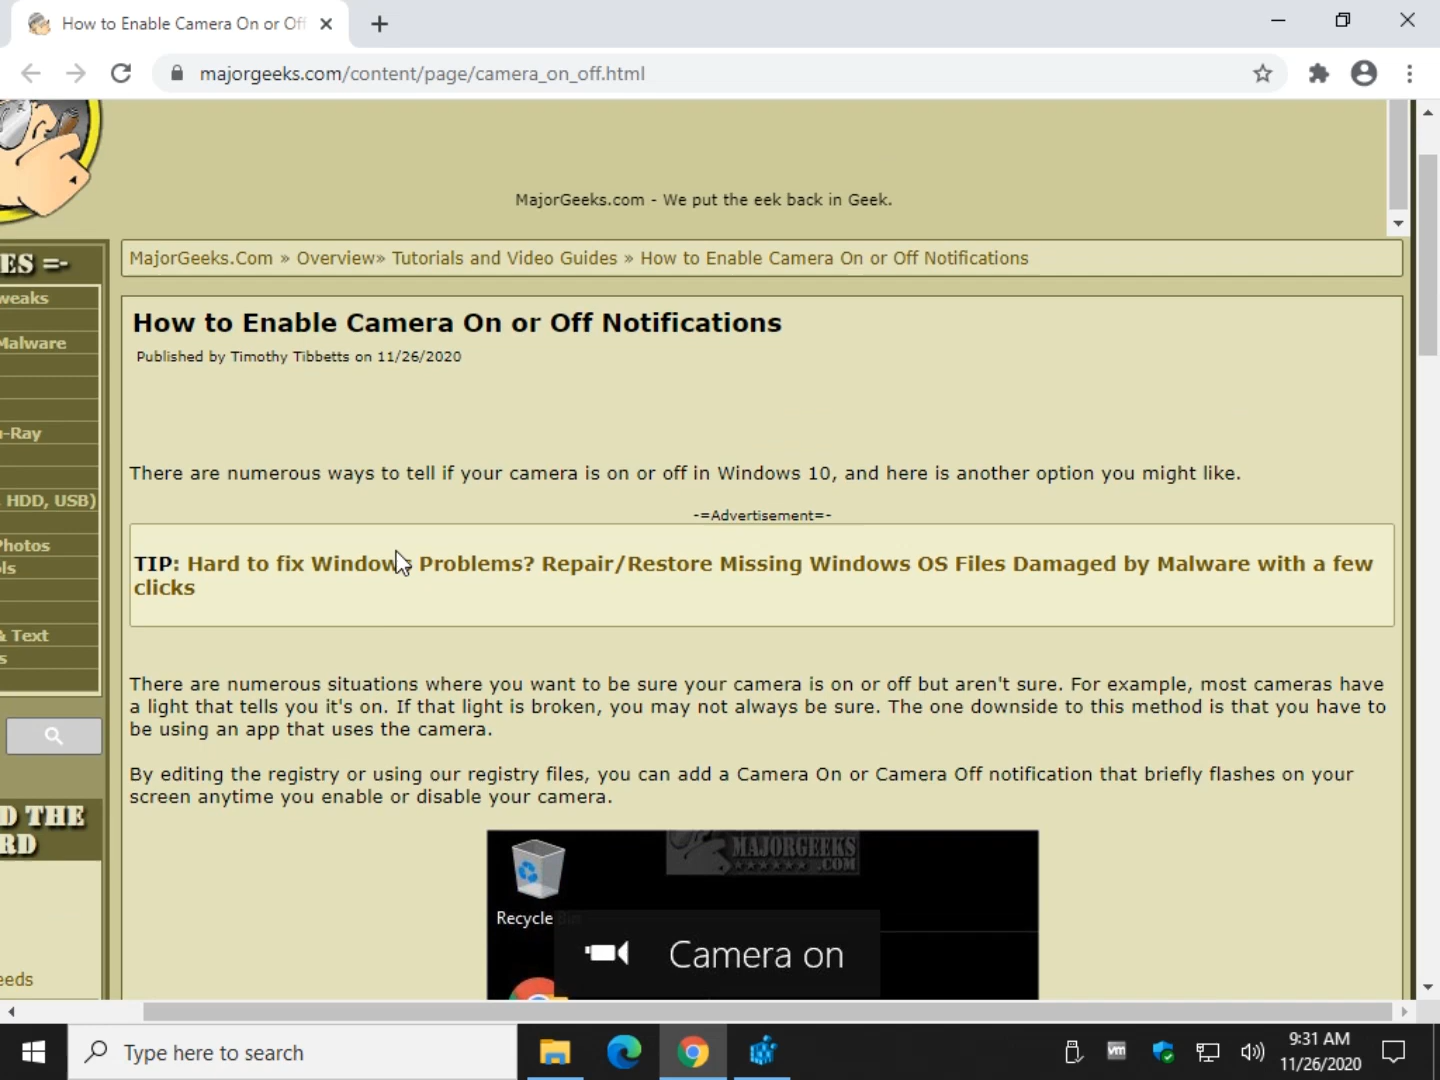 How to Enable Camera On or Off
majorgeeks.com/content/page/camera_on_off.html
MajorGeeks.com - We put the eek back in Geek.
ES =-
weaks
Malware
-Ray
HDD, USB)
Photos
ls
& Text
s
D THE
RD
eeds
MajorGeeks.Com » Overview» Tutorials and Video Guides » How to Enable Camera On or Off Notifications
How to Enable Camera On or Off Notifications
Published by Timothy Tibbetts on 11/26/2020
There are numerous ways to tell if your camera is on or off in Windows 10, and here is another option you might like.
-=Advertisement=-
TIP: Hard to fix Windows Problems? Repair/Restore Missing Windows OS Files Damaged by Malware with a few
clicks
There are numerous situations where you want to be sure your camera is on or off but aren't sure. For example, most cameras have
a light that tells you it's on. If that light is broken, you may not always be sure. The one downside to this method is that you have to
be using an app that uses the camera.
By editing the registry or using our registry files, you can add a Camera On or Camera Off notification that briefly flashes on your
screen anytime you enable or disable your camera.
MAJORGEEKS
.COM
Recycle Bin
Camera on
Type here to search
vm
9:31 AM
11/26/2020